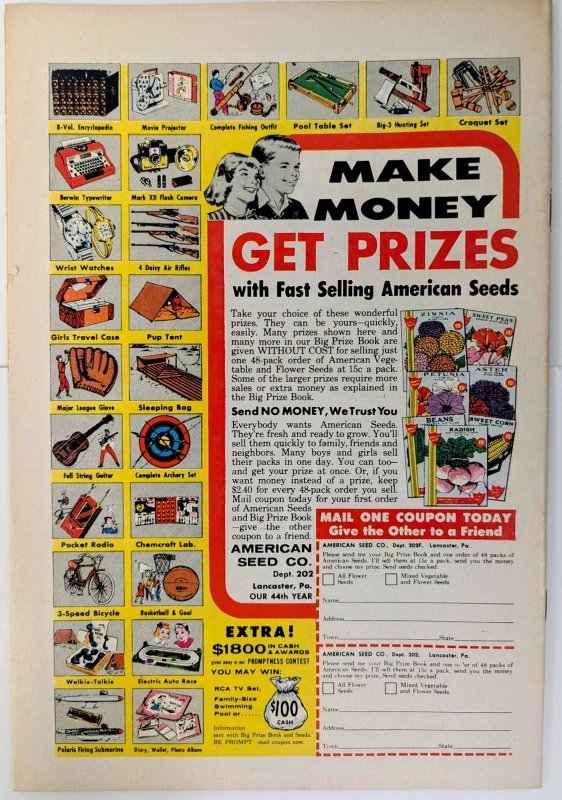 8-Vol. Encyclopedia
Movie Projector
Complete Fishing Outfit
Pool Table Set
Big-3 Hunting Set
Croquet Set
Berwin Typewriter
Mark XII Flash Camera
Wrist Watches
4 Daisy Air Rifles
Girls Travel Case
Pup Tent
Major League Glove
Sleeping Bag
Full String Guitar
Complete Archery Set
Pocket Radio
Chemcraft Lab.
3-Speed Bicycle
Basketball & Goal
Walkie-Talkie
Electric Auto Race
Polaris Firing Submarine
Diary, Wallet, Photo Album
MAKE
MONEY
GET PRIZES
with Fast Selling American Seeds
Take your choice of these wonderful
prizes. They can be yours—quickly,
easily. Many prizes shown here and
many more in our Big Prize Book are
given WITHOUT COST for selling just
one 48-pack order of American Vege-
table and Flower Seeds at 15c a pack.
Some of the larger prizes require more
sales or extra money as explained in
the Big Prize Book.
Send NO MONEY, We Trust You
Everybody wants American Seeds.
They're fresh and ready to grow. You'll
sell them quickly to family, friends and
neighbors. Many boys and girls sell
their packs in one day. You can too—
and get your prize at once. Or, if you
want money instead of a prize, keep
$2.40 for every 48-pack order you sell.
Mail coupon today for your first order
of American Seeds
and Big Prize Book
—give the other
coupon to a friend.
AMERICAN
SEED CO.
Dept. 202
Lancaster, Pa.
OUR 44th YEAR
ZINNIA
15¢
SWEET PEAS
15¢
PETUNIA
15¢
ASTER
BEANS
RADISH
15¢
SWEET CORN
EXTRA!
$1800 IN CASH & AWARDS
given away in our PROMPTNESS CONTEST
YOU MAY WIN:
RCA TV Set,
Family-Size
Swimming
Pool or......
$100
CASH
Information
sent with Big Prize Book and Seeds.
BE PROMPT -mail coupon now.
MAIL ONE COUPON TODAY
Give the Other to a Friend
AMERICAN SEED CO., Dept. 202F, Lancaster, Pa.
Please send me your Big Prize Book and one order of 48 packs of
American Seeds. I'll sell them at 15c a pack, send you the money
and choose my prize. Send seeds checked.
All Flower
Seeds
Mixed Vegetable
and Flower Seeds
Name
Address
Town State
AMERICAN SEED CO., Dept. 202, Lancaster, Pa.
Please send me your Big Prize Book and one order of 48 packs of
American Seeds. I'll sell them at 15c a pack, send you the money
and choose my prize. Send seeds checked.
All Flower
Seeds
Mixed Vegetable
and Flower Seeds
Name
Address
Town State